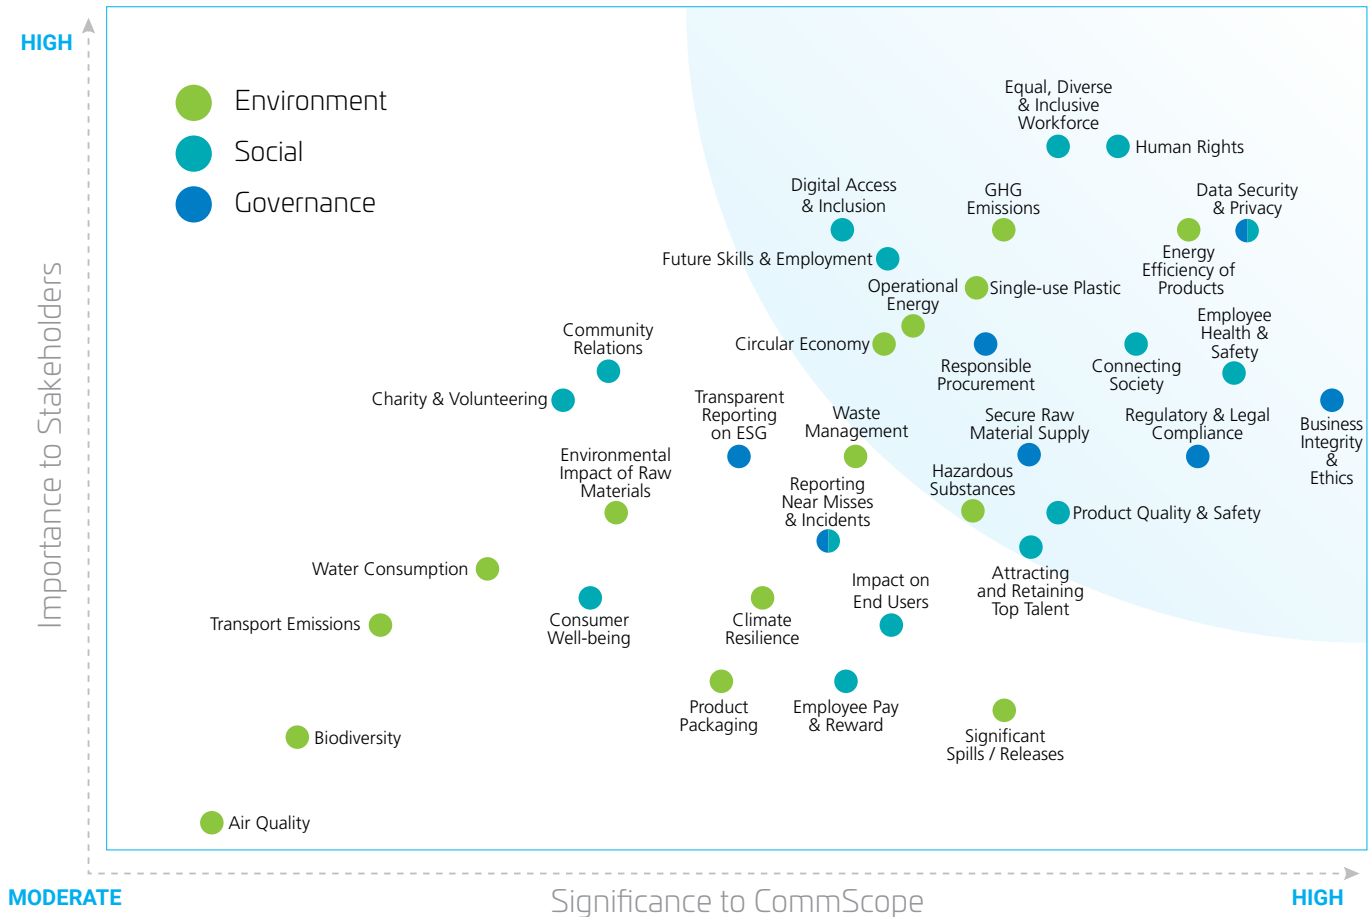 HIGH
Environment
Social
Governance
Equal, Diverse
& Inclusive
Workforce
Human Rights
Digital Access
& Inclusion
GHG
Emissions
Data Security
& Privacy
Future Skills & Employment
Energy
Efficiency of
Products
Operational
Energy
Single-use Plastic
Employee
Health &
Safety
Community
Relations
Circular Economy
Responsible
Procurement
Connecting
Society
Charity & Volunteering
Transparent
Reporting
on ESG
Waste
Management
Secure Raw
Material Supply
Regulatory & Legal
Compliance
Business
Integrity
&
Ethics
Environmental
Impact of Raw
Materials
Reporting
Near Misses
& Incidents
Hazardous
Substances
Product Quality & Safety
Water Consumption
Attracting
and Retaining
Top Talent
Impact on
End Users
Transport Emissions
Consumer
Well-being
Climate
Resilience
Product
Packaging
Employee Pay
& Reward
Significant
Spills / Releases
Biodiversity
Air Quality
Importance to Stakeholders
MODERATE
Significance to CommScope
HIGH